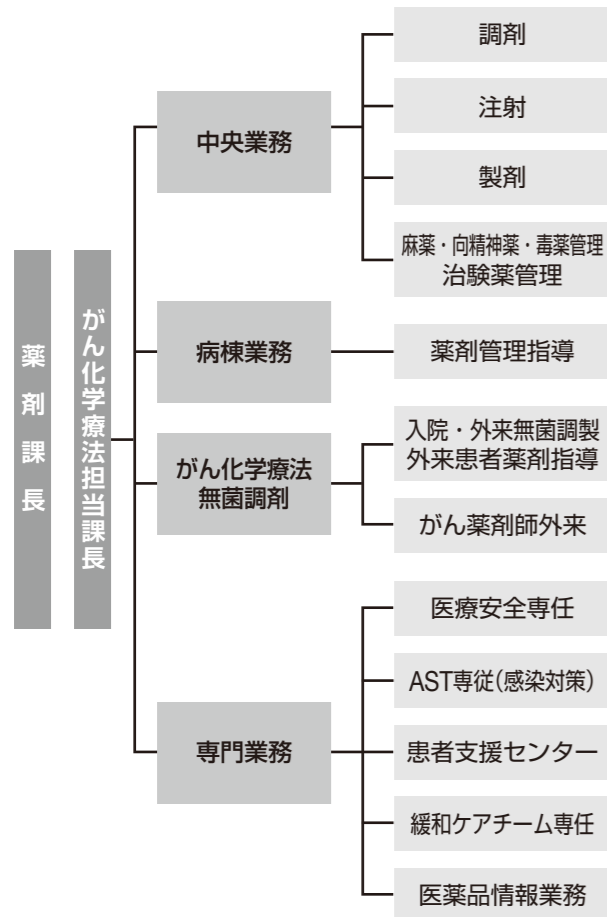 薬剤課長
がん化学療法担当課長
中央業務
調剤
注射
製剤
麻薬・向精神薬・毒薬管理
治験薬管理
病棟業務
薬剤管理指導
がん化学療法
無菌調剤
入院・外来無菌調製
外来患者薬剤指導
がん薬剤師外来
専門業務
医療安全専任
AST専従(感染対策)
患者支援センター
緩和ケアチーム専任
医薬品情報業務